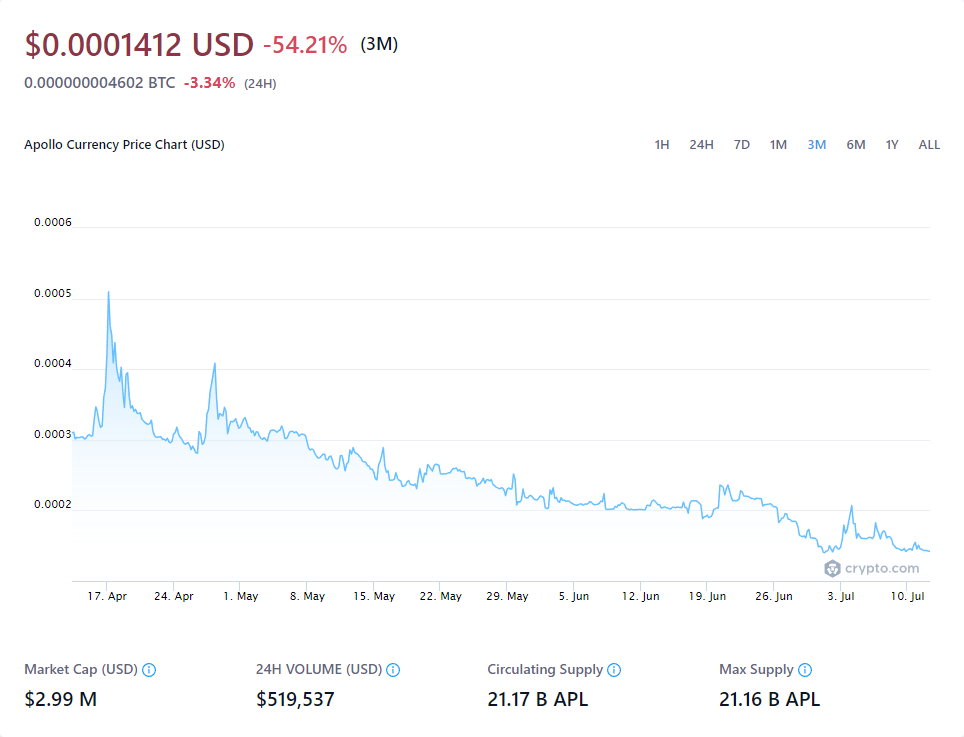 $0.0001412 USD -54.21% (3M)
0.000000004602 BTC -3.34% (24H)
Apollo Currency Price Chart (USD)
1H 24H 7D 1M 3M 6M 1Y ALL
0.0006
0.0005
0.0004
0.0003
0.0002
crypto.com
17. Apr 24. Apr 1. May 8. May 15. May 22. May 29. May 5. Jun 12. Jun 19. Jun 26. Jun 3. Jul 10. Jul
Market Cap (USD) 24H VOLUME (USD) Circulating Supply Max Supply
$2.99 M $519,537 21.17 B APL 21.16 B APL